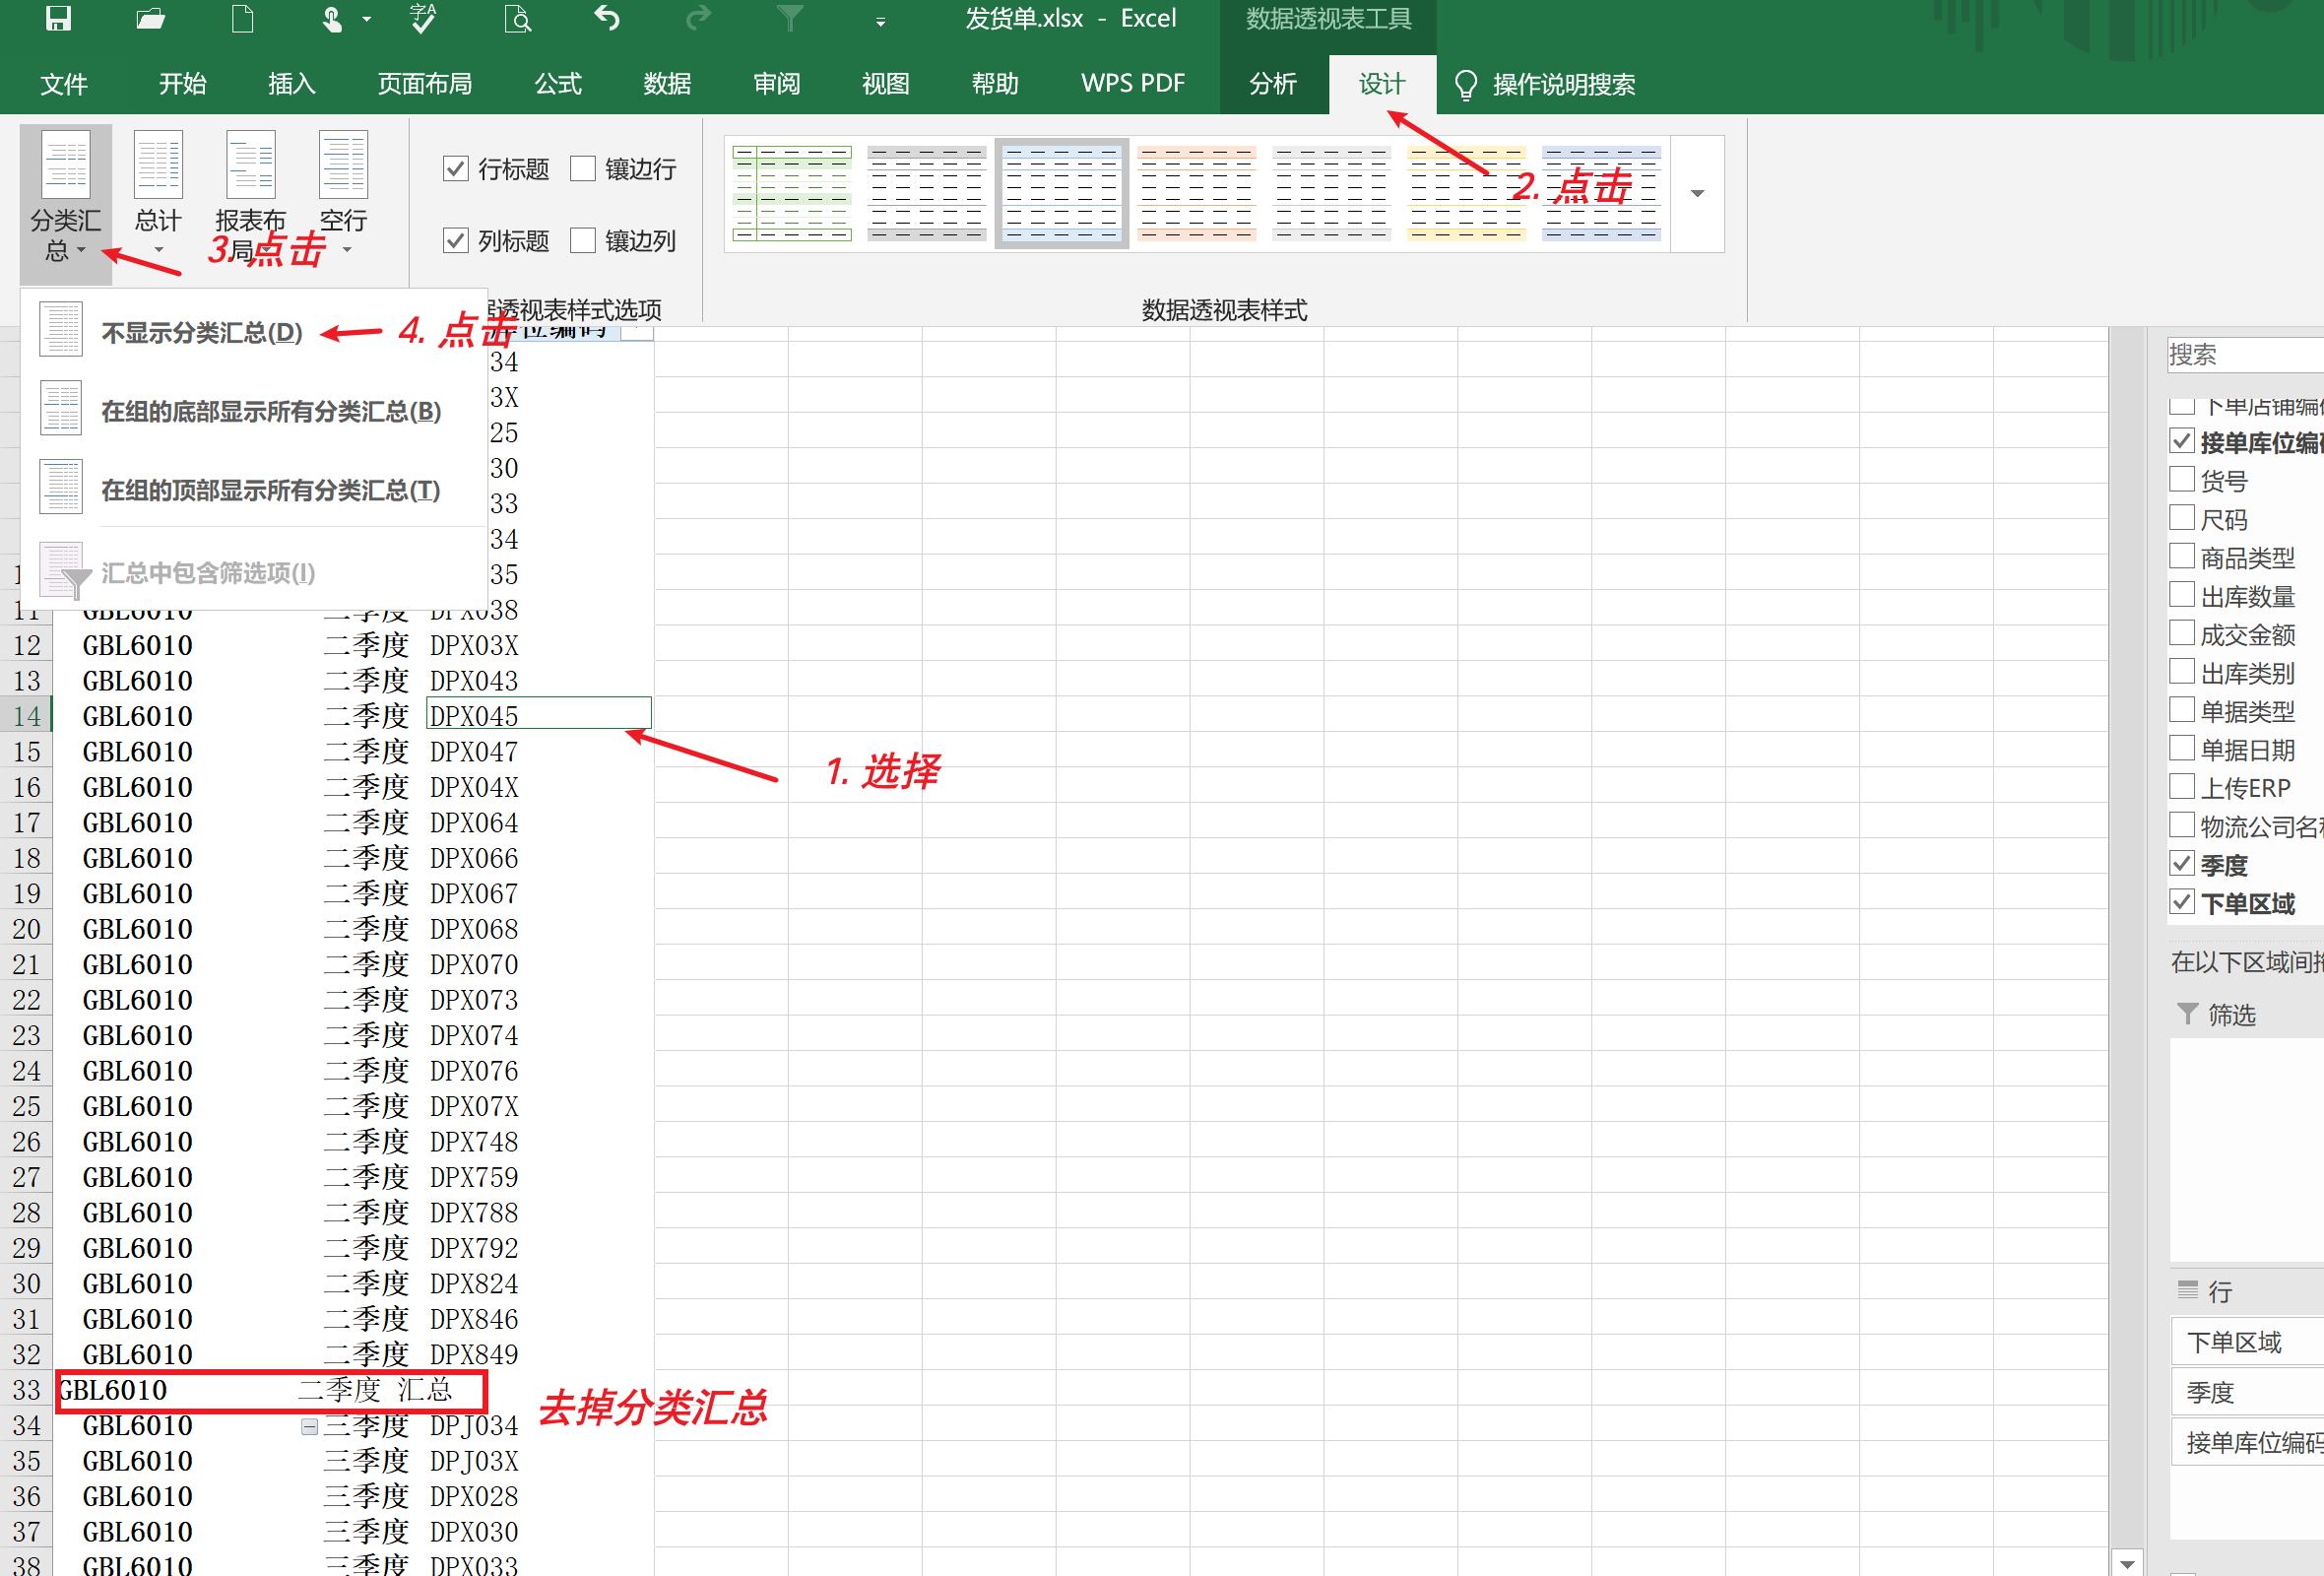 发货单.xlsx - Excel
数据透视表工具
文件 开始 插入 页面布局 公式 数据 审阅 视图 帮助 WPS PDF 分析 设计 操作说明搜索
分类汇总
总计
报表布局
空行
行标题 镶边行
列标题 镶边列
2. 点击
3. 点击
据透视表样式选项
数据透视表样式
不显示分类汇总(D)
4. 点击
在组的底部显示所有分类汇总(B)
在组的顶部显示所有分类汇总(T)
汇总中包含筛选项(I)
库位编码
34
3X
25
30
33
34
35
11 GBL6010 二季度 DPX038
12 GBL6010 二季度 DPX03X
13 GBL6010 二季度 DPX043
14 GBL6010 二季度 DPX045
15 GBL6010 二季度 DPX047
1. 选择
16 GBL6010 二季度 DPX04X
17 GBL6010 二季度 DPX064
18 GBL6010 二季度 DPX066
19 GBL6010 二季度 DPX067
20 GBL6010 二季度 DPX068
21 GBL6010 二季度 DPX070
22 GBL6010 二季度 DPX073
23 GBL6010 二季度 DPX074
24 GBL6010 二季度 DPX076
25 GBL6010 二季度 DPX07X
26 GBL6010 二季度 DPX748
27 GBL6010 二季度 DPX759
28 GBL6010 二季度 DPX788
29 GBL6010 二季度 DPX792
30 GBL6010 二季度 DPX824
31 GBL6010 二季度 DPX846
32 GBL6010 二季度 DPX849
33 GBL6010 二季度 汇总
去掉分类汇总
34 GBL6010 三季度 DPJ034
35 GBL6010 三季度 DPJ03X
36 GBL6010 三季度 DPX028
37 GBL6010 三季度 DPX030
38 GBL6010 三季度 DPX033
搜索
下单店铺编
接单库位编
货号
尺码
商品类型
出库数量
成交金额
出库类别
单据类型
单据日期
上传ERP
物流公司名
季度
下单区域
在以下区域间
筛选
行
下单区域
季度
接单库位编码